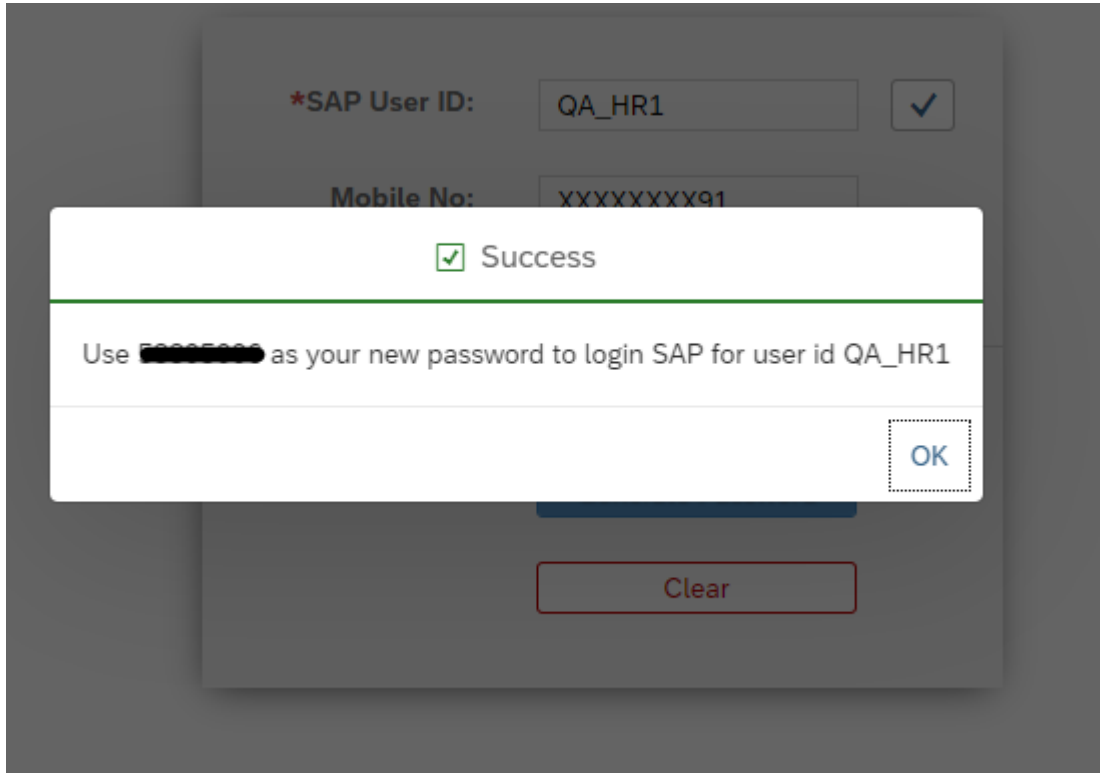 *SAP User ID:
QA_HR1
Mobile No:
XXXXXXXX91
Success
Use as your new password to login SAP for user id QA_HR1
OK
Clear